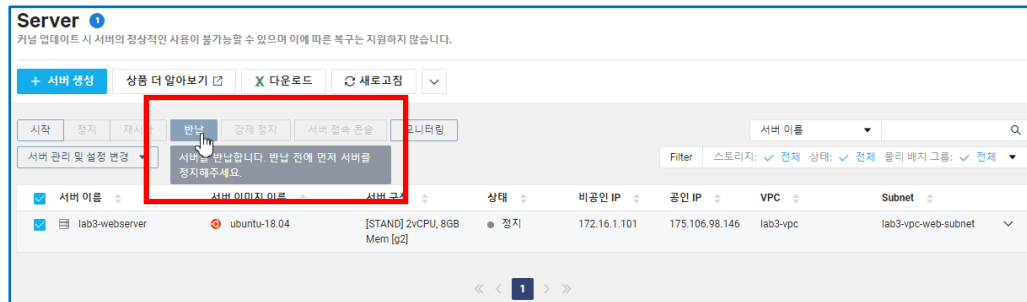 Server 1
커널 업데이트 시 서버의 정상적인 사용이 불가능할 수 있으며 이에 따른 복구는 지원하지 않습니다.
+ 서버 생성 상품 더 알아보기 다운로드 새로고침
시작 정지 반납 강제 정지 서버 접속 콘솔 모니터링 서버 이름
서버 관리 및 설정 변경 Filter 스토리지: 전체 상태: 전체 물리 배치 그룹: 전체
서버를 반납합니다. 반납 전에 먼저 서버를
정지해주세요.
서버 이름 서버 이미지 이름 서버 구성 상태 비공인 IP 공인 IP VPC Subnet
lab3-webserver ubuntu-18.04 [STAND] 2vCPU, 8GB 정지 172.16.1.101 175.106.98.146 lab3-vpc lab3-vpc-web-subnet
Mem [g2]
« < 1 > »